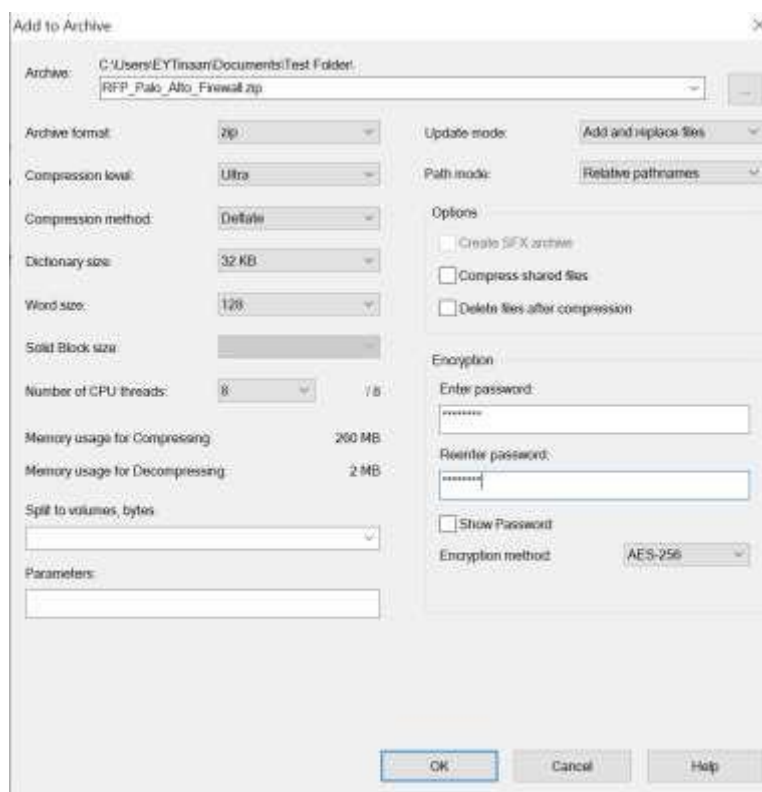 Add to Archive
Archive: C:\Users\EYTinaan\Documents\Test Folder\
RFP_Palo_Alto_Firewall.zip
...
Archive format: zip
Compression level: Ultra
Compression method: Deflate
Dictionary size: 32 KB
Word size: 128
Solid Block size:
Number of CPU threads: 8 / 8
Memory usage for Compressing: 260 MB
Memory usage for Decompressing: 2 MB
Split to volumes, bytes:
Parameters:
Update mode: Add and replace files
Path mode: Relative pathnames
Options
Create SFX archive
Compress shared files
Delete files after compression
Encryption
Enter password:
********
Reenter password:
********
Show Password
Encryption method: AES-256
OK Cancel Help